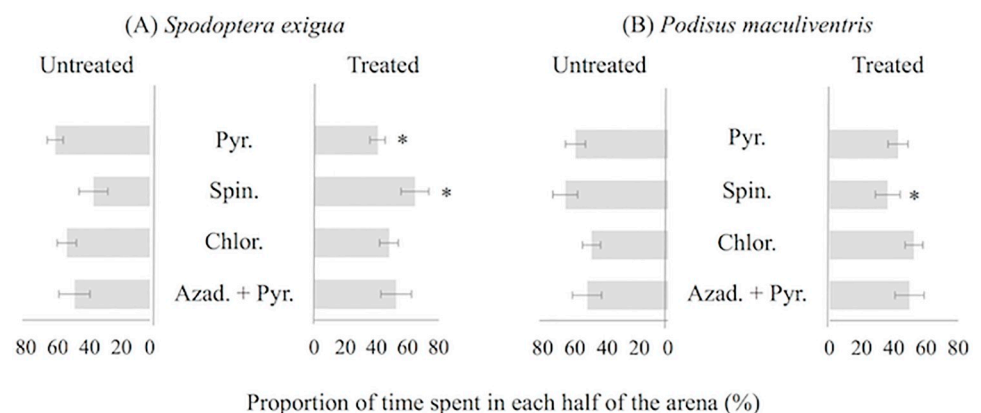 (A) Spodoptera exigua
Untreated
Treated
Pyr.
*
Spin.
*
Chlor.
Azad. + Pyr.
80 60 40 20 0
0 20 40 60 80
(B) Podisus maculiventris
Untreated
Treated
Pyr.
Spin.
*
Chlor.
Azad. + Pyr.
80 60 40 20 0
0 20 40 60 80
Proportion of time spent in each half of the arena (%)